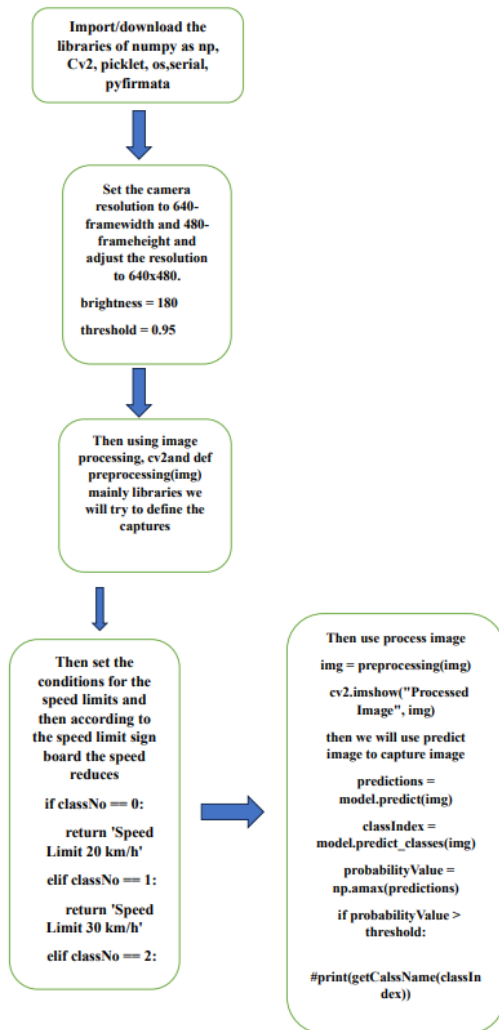 Import/download the
libraries of numpy as np,
Cv2, picklet, os,serial,
pyfirmata
Set the camera
resolution to 640-
framewidth and 480-
frameheight and
adjust the resolution
to 640x480.
brightness = 180
threshold = 0.95
Then using image
processing, cv2and def
preprocessing(img)
mainly libraries we
will try to define the
captures
Then set the
conditions for the
speed limits and
then according to
the speed limit sign
board the speed
reduces
if classNo == 0:
return 'Speed
Limit 20 km/h'
elif classNo == 1:
return 'Speed
Limit 30 km/h'
elif classNo == 2:
Then use process image
img = preprocessing(img)
cv2.imshow("Processed
Image", img)
then we will use predict
image to capture image
predictions =
model.predict(img)
classIndex =
model.predict_classes(img)
probabilityValue =
np.amax(predictions)
if probabilityValue >
threshold:
#print(getCalssName(classIn
dex))